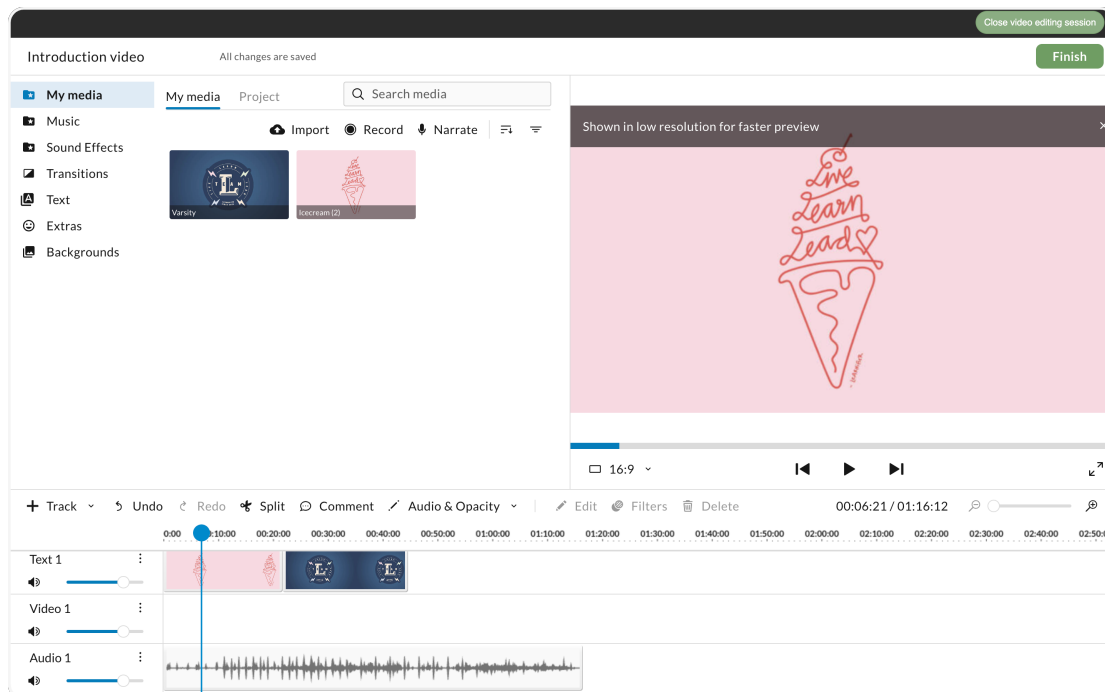 Close video editing session
Introduction video
All changes are saved
Finish
My media
Music
Sound Effects
Transitions
Text
Extras
Backgrounds
My media Project
Search media
Import Record Narrate
Varsity
Icecream (2)
Shown in low resolution for faster preview
Live
Learn
Lead
16:9
Track Undo Redo Split Comment Audio & Opacity Edit Filters Delete 00:06:21 / 01:16:12
0:00 0:10:00 00:20:00 00:30:00 00:40:00 00:50:00 01:00:00 01:10:00 01:20:00 01:30:00 01:40:00 01:50:00 02:00:00 02:10:00 02:20:00 02:30:00 02:40:00 02:50:
Text 1
L
L
Video 1
Audio 1